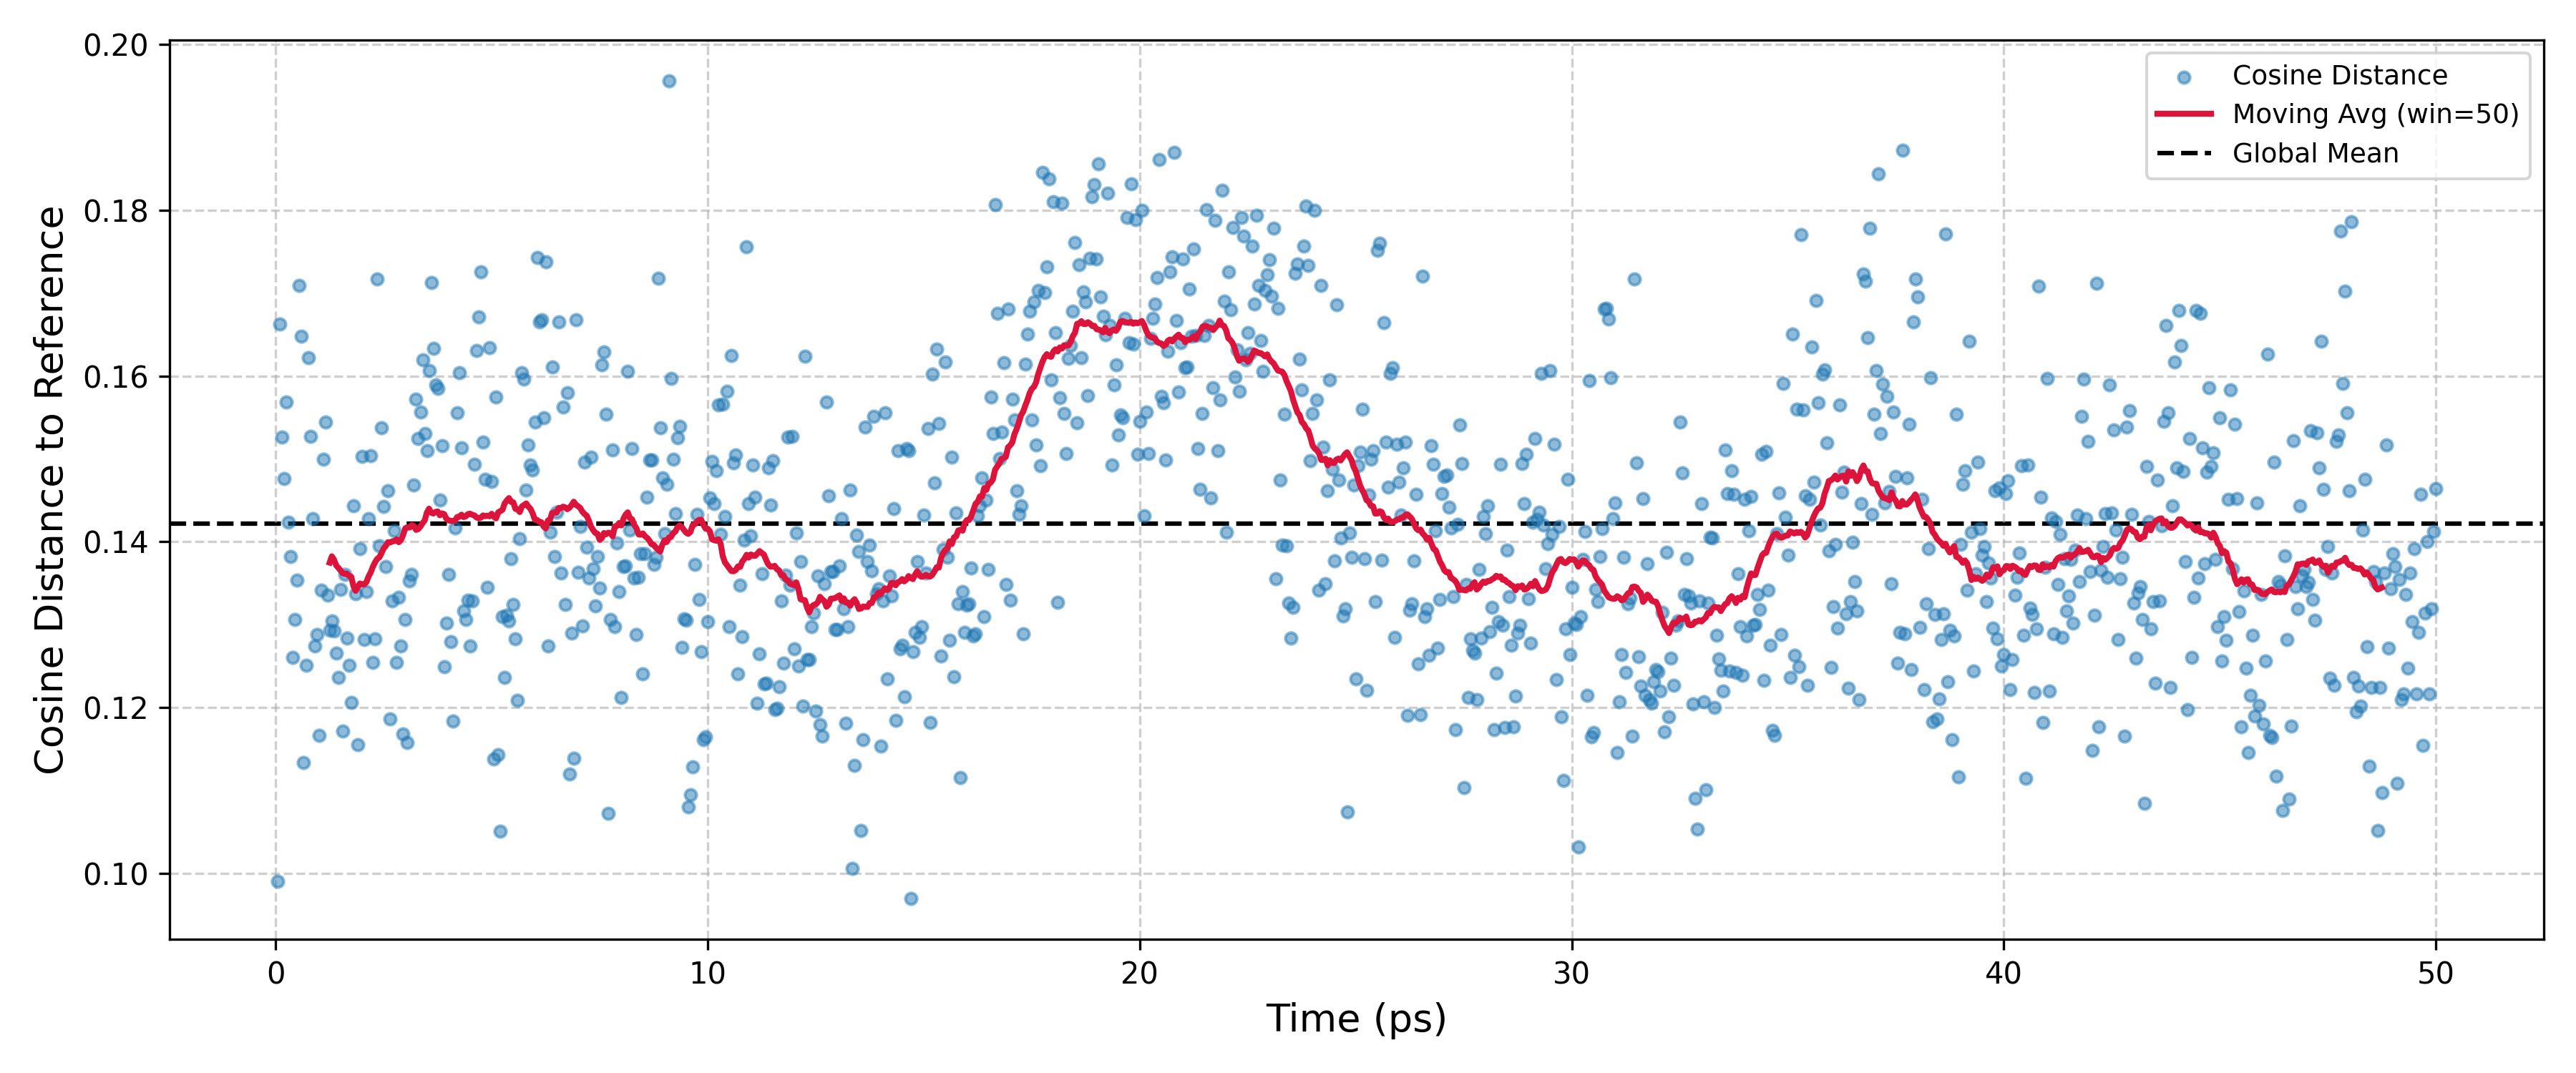 Cosine Distance to Reference
0.20
0.18
0.16
0.14
0.12
0.10
Cosine Distance
Moving Avg (win=50)
Global Mean
0
10
20
30
40
50
Time (ps)